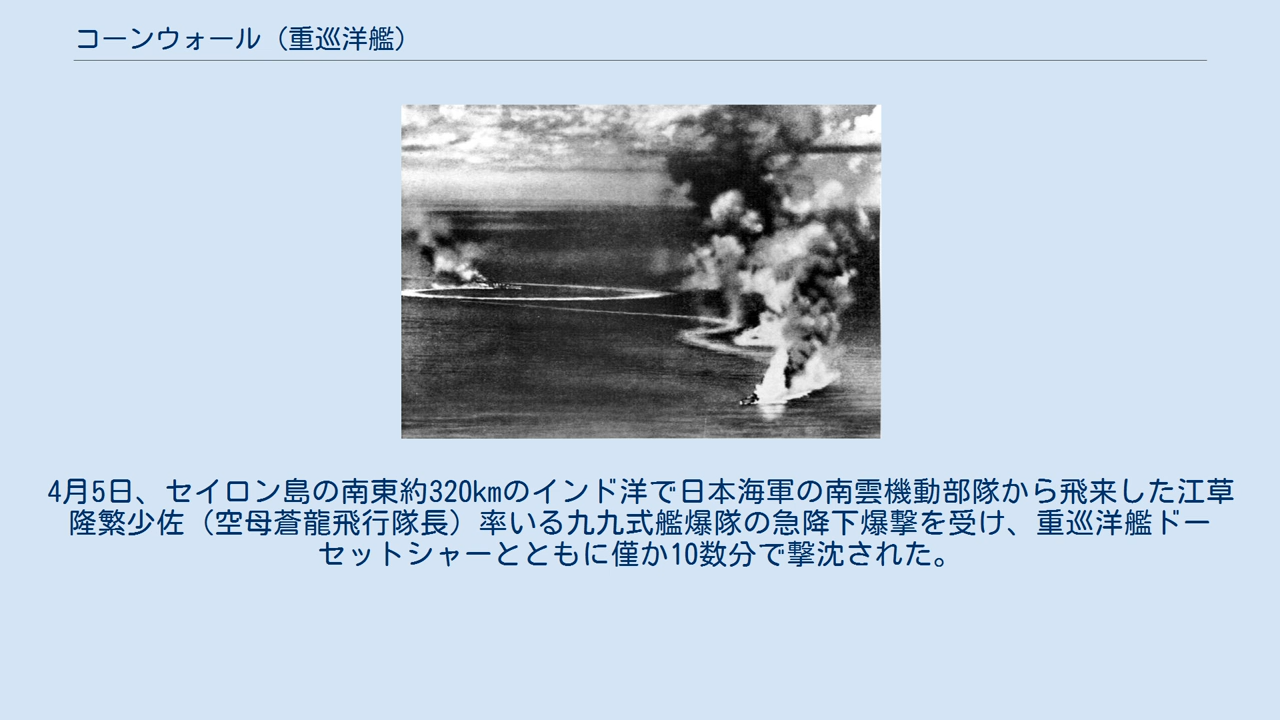 コーンウォール（重巡洋艦）
4月5日、セイロン島の南東約320kmのインド洋で日本海軍の南雲機動部隊から飛来した江草
隆繁少佐（空母蒼龍飛行隊長）率いる九九式艦爆隊の急降下爆撃を受け、重巡洋艦ドー
セットシャーとともに僅か10数分で撃沈された。